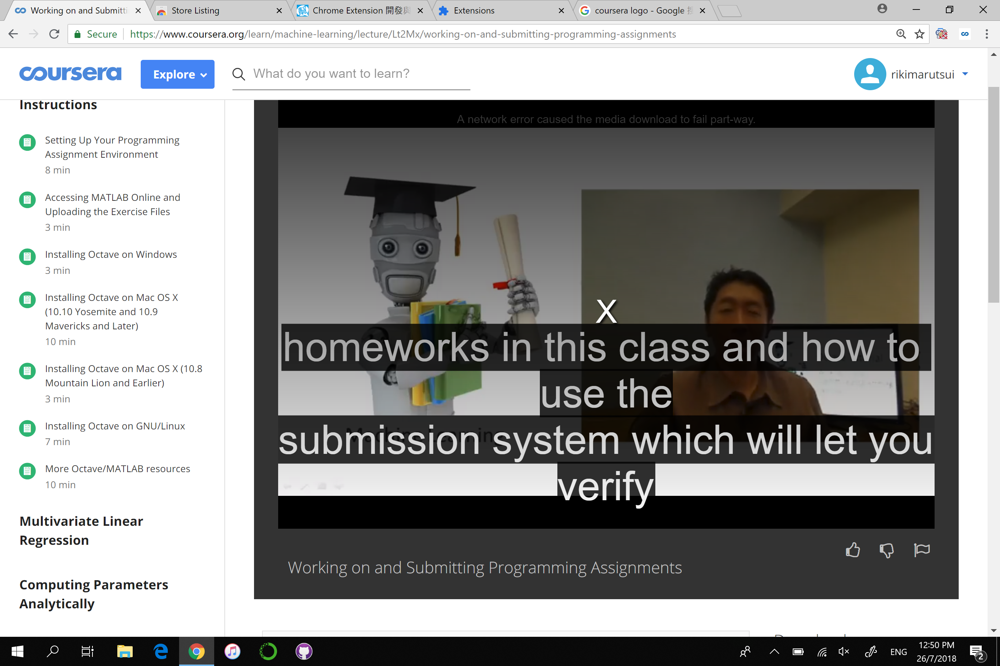 Working on and Submitti
Store Listing
Chrome Extension 開發與
Extensions
coursera logo - Google 搜
Secure
https://www.coursera.org/learn/machine-learning/lecture/Lt2Mx/working-on-and-submitting-programming-assignments
coursera
Explore
What do you want to learn?
rikimarutsui
Instructions
Setting Up Your Programming
Assignment Environment
8 min
Accessing MATLAB Online and
Uploading the Exercise Files
3 min
Installing Octave on Windows
3 min
Installing Octave on Mac OS X
(10.10 Yosemite and 10.9
Mavericks and Later)
10 min
Installing Octave on Mac OS X (10.8
Mountain Lion and Earlier)
3 min
Installing Octave on GNU/Linux
7 min
More Octave/MATLAB resources
10 min
Multivariate Linear
Regression
Computing Parameters
Analytically
A network error caused the media download to fail part-way.
X
homeworks in this class and how to
use the
Machine Learning
submission system which will let you
verify
Working on and Submitting Programming Assignments
ENG
12:50 PM
26/7/2018
2